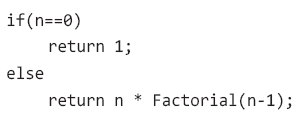 if(n==0)
     return 1;
else
     return n * Factorial(n-1);